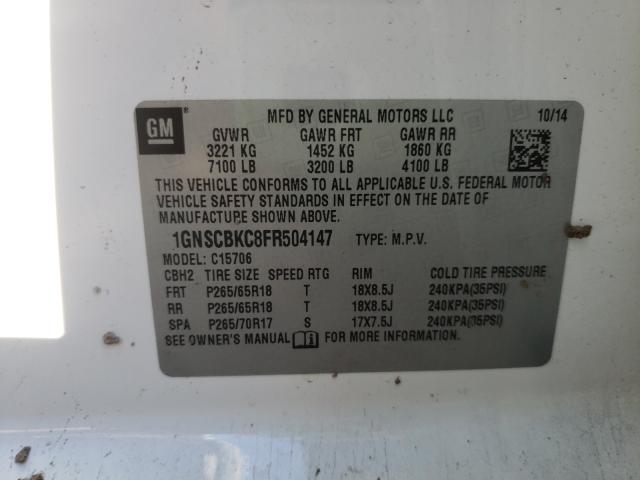 GM ®
MFD BY GENERAL MOTORS LLC 10/14
GVWR GAWR FRT GAWR RR
3221 KG 1452 KG 1860 KG
7100 LB 3200 LB 4100 LB
THIS VEHICLE CONFORMS TO ALL APPLICABLE U.S. FEDERAL MOTOR
VEHICLE SAFETY STANDARDS IN EFFECT ON THE DATE OF
MANUFACTURE SHOWN ABOVE.
1GNSCBKC8FR504147 TYPE: M.P.V.
MODEL: C15706
CBH2 TIRE SIZE SPEED RTG RIM COLD TIRE PRESSURE
FRT P265/65R18 T 18X8.5J 240KPA(35PSI)
RR P265/65R18 T 18X8.5J 240KPA(35PSI)
SPA P265/70R17 S 17X7.5J 240KPA(35PSI)
SEE OWNER'S MANUAL FOR MORE INFORMATION.